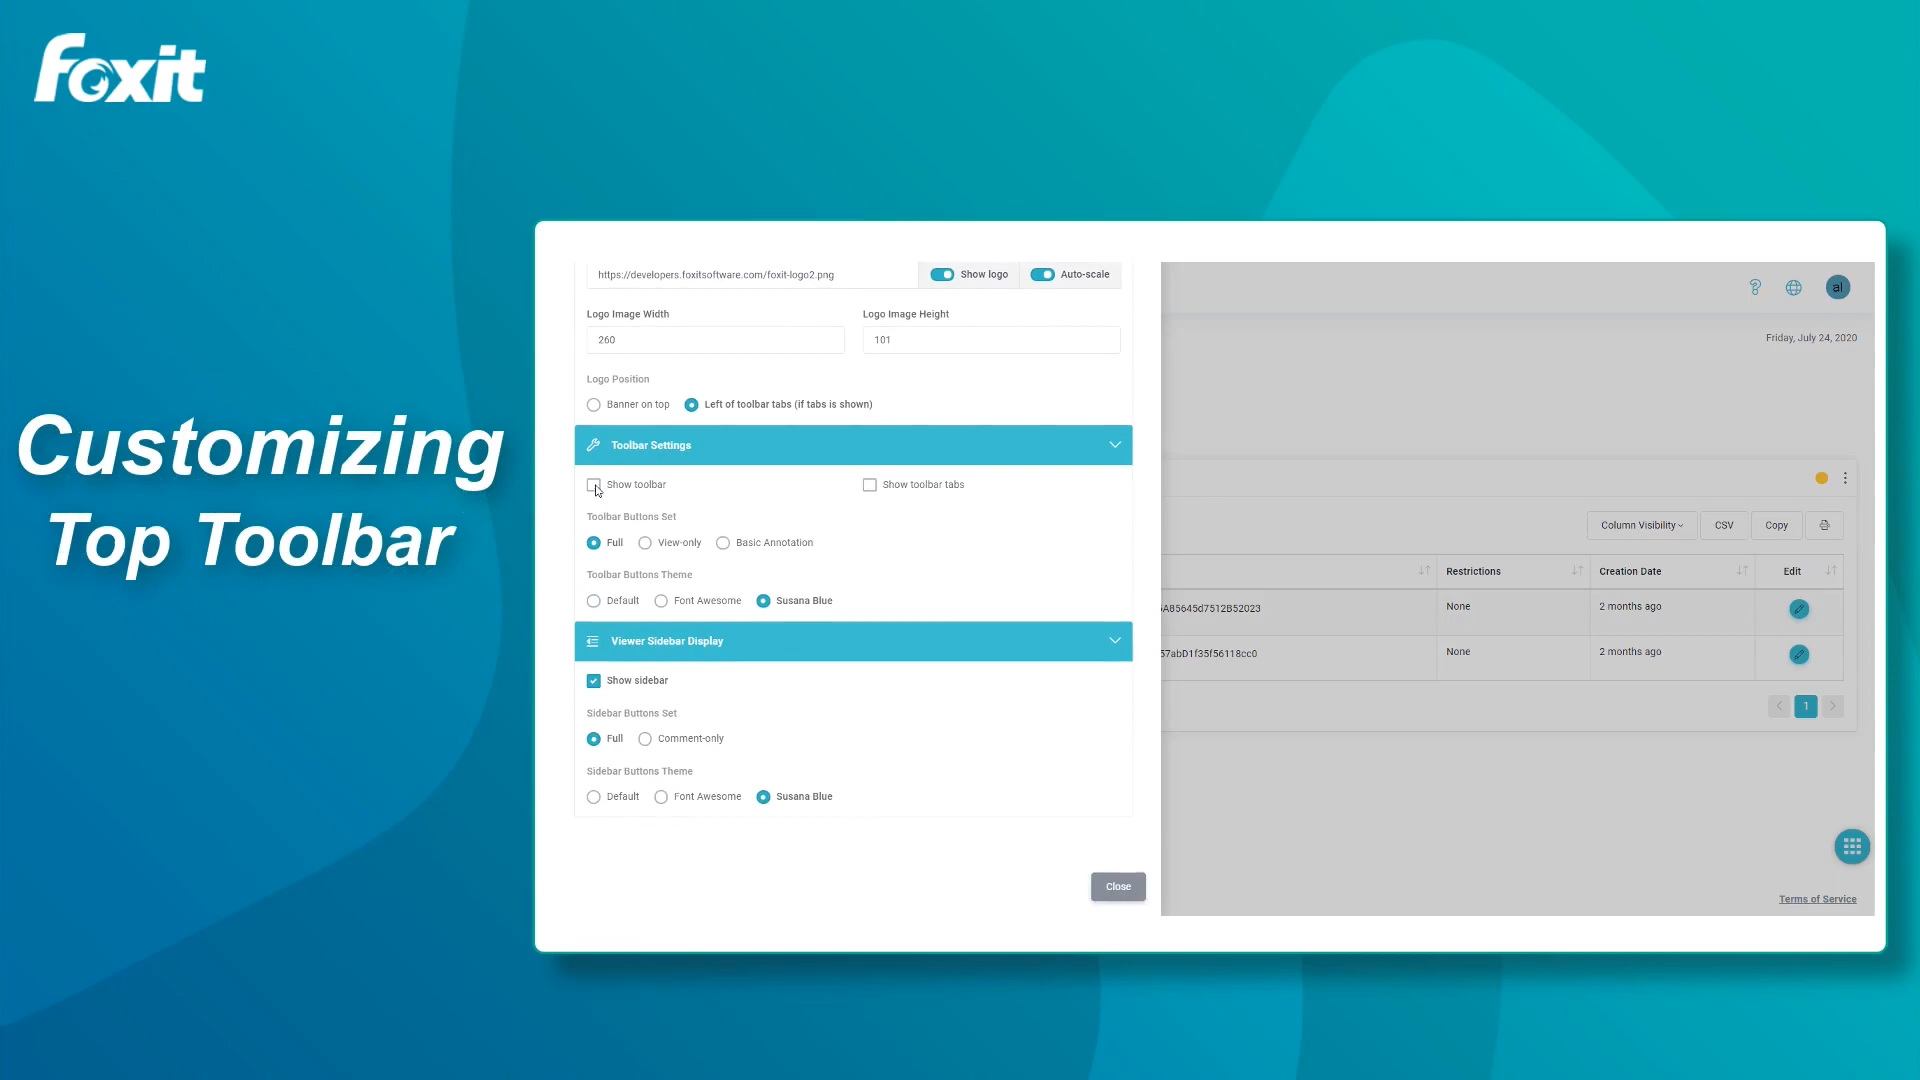 foxit
Customizing
Top Toolbar
https://developers.foxitsoftware.com/foxit-logo2.png
Show logo
Auto-scale
Logo Image Width
Logo Image Height
260
101
Logo Position
Banner on top
Left of toolbar tabs (if tabs is shown)
Toolbar Settings
Show toolbar
Show toolbar tabs
Toolbar Buttons Set
Full
View-only
Basic Annotation
Toolbar Buttons Theme
Default
Font Awesome
Susana Blue
Viewer Sidebar Display
Show sidebar
Sidebar Buttons Set
Full
Comment-only
Sidebar Buttons Theme
Default
Font Awesome
Susana Blue
Close
?
al
Friday, July 24, 2020
Column Visibility
CSV
Copy
Restrictions
Creation Date
Edit
A85645d7512B52023
None
2 months ago
57abD1f35f56118cc0
None
2 months ago
1
Terms of Service